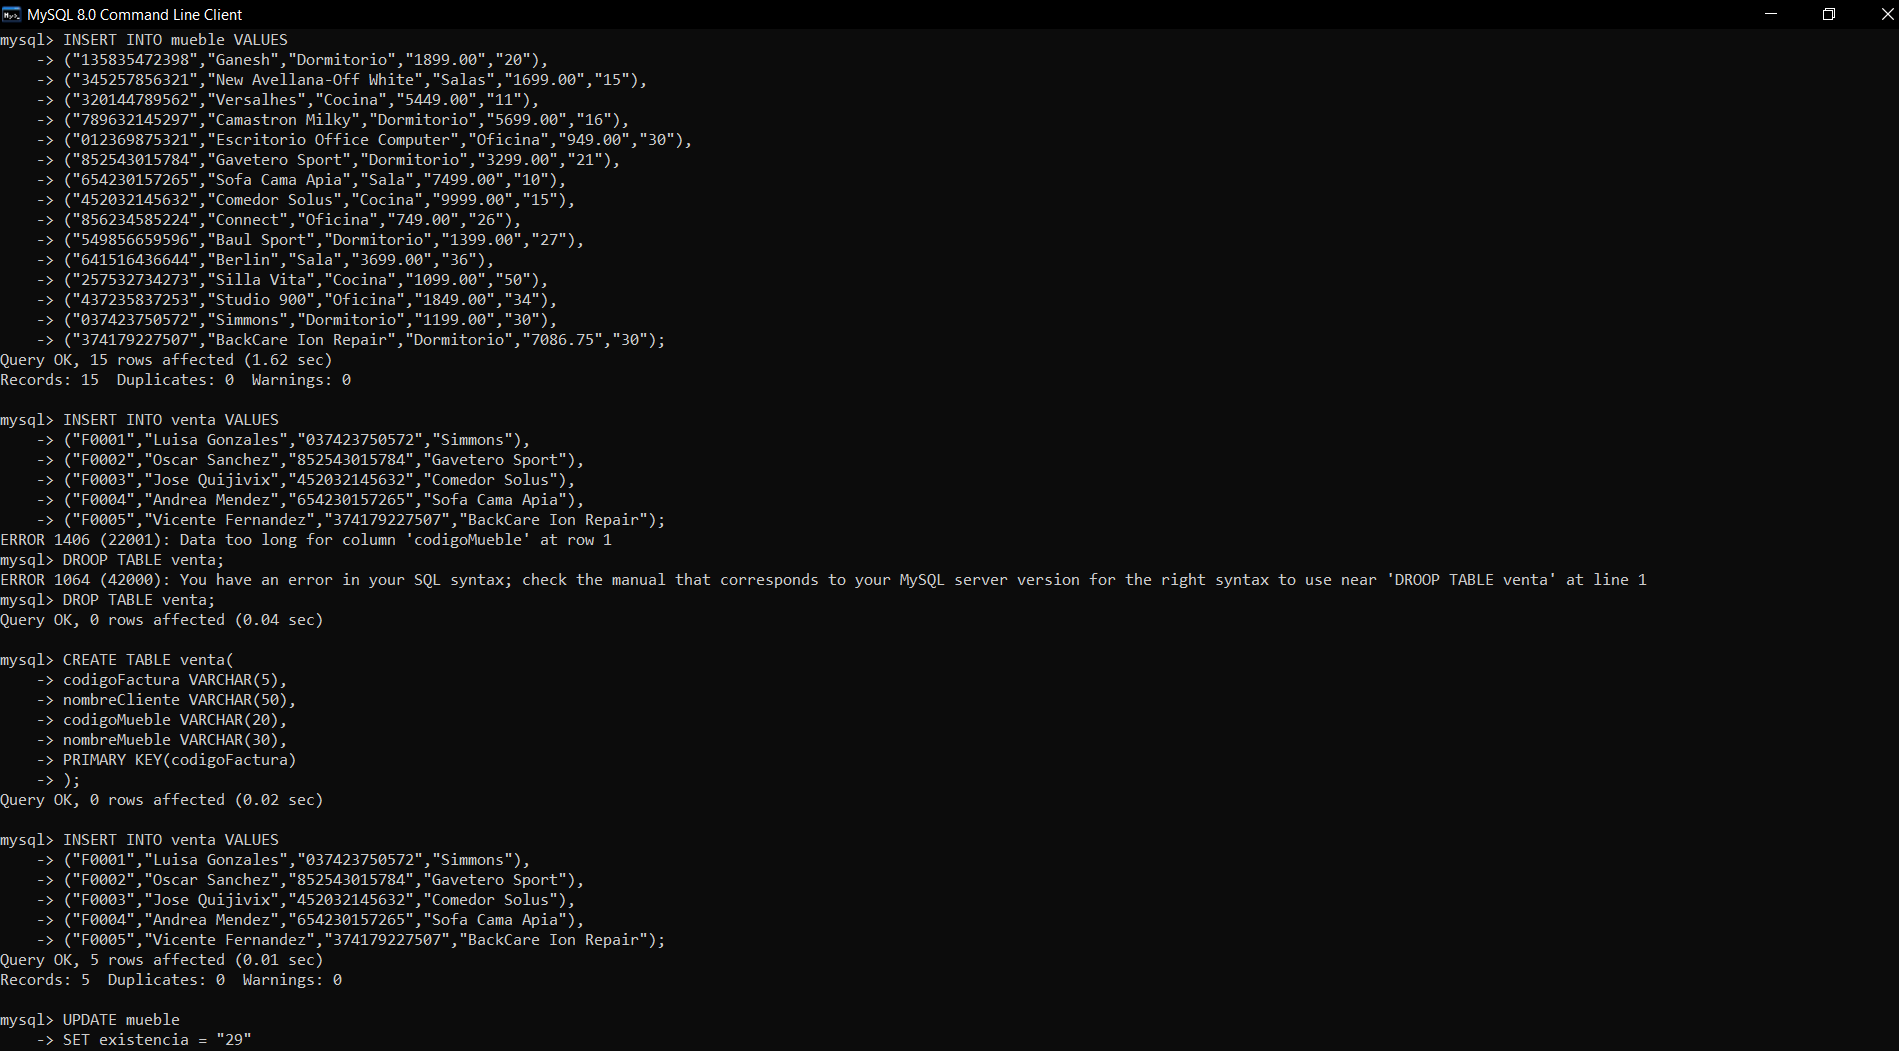 MySQL 8.0 Command Line Client
mysql> INSERT INTO mueble VALUES
    -> ("135835472398","Ganesh","Dormitorio","1899.00","20"),
    -> ("345257856321","New Avellana-Off White","Salas","1699.00","15"),
    -> ("320144789562","Versalhes","Cocina","5449.00","11"),
    -> ("789632145297","Camastron Milky","Dormitorio","5699.00","16"),
    -> ("012369875321","Escritorio Office Computer","Oficina","949.00","30"),
    -> ("852543015784","Gavetero Sport","Dormitorio","3299.00","21"),
    -> ("654230157265","Sofa Cama Apia","Sala","7499.00","10"),
    -> ("452032145632","Comedor Solus","Cocina","9999.00","15"),
    -> ("856234585224","Connect","Oficina","749.00","26"),
    -> ("549856659596","Baul Sport","Dormitorio","1399.00","27"),
    -> ("641516436644","Berlin","Sala","3699.00","36"),
    -> ("257532734273","Silla Vita","Cocina","1099.00","50"),
    -> ("437235837253","Studio 900","Oficina","1849.00","34"),
    -> ("037423750572","Simmons","Dormitorio","1199.00","30"),
    -> ("374179227507","BackCare Ion Repair","Dormitorio","7086.75","30");
Query OK, 15 rows affected (1.62 sec)
Records: 15  Duplicates: 0  Warnings: 0
mysql> INSERT INTO venta VALUES
    -> ("F0001","Luisa Gonzales","037423750572","Simmons"),
    -> ("F0002","Oscar Sanchez","852543015784","Gavetero Sport"),
    -> ("F0003","Jose Quijivix","452032145632","Comedor Solus"),
    -> ("F0004","Andrea Mendez","654230157265","Sofa Cama Apia"),
    -> ("F0005","Vicente Fernandez","374179227507","BackCare Ion Repair");
ERROR 1406 (22001): Data too long for column 'codigoMueble' at row 1
mysql> DROOP TABLE venta;
ERROR 1064 (42000): You have an error in your SQL syntax; check the manual that corresponds to your MySQL server version for the right syntax to use near 'DROOP TABLE venta' at line 1
mysql> DROP TABLE venta;
Query OK, 0 rows affected (0.04 sec)
mysql> CREATE TABLE venta(
    -> codigoFactura VARCHAR(5),
    -> nombreCliente VARCHAR(50),
    -> codigoMueble VARCHAR(20),
    -> nombreMueble VARCHAR(30),
    -> PRIMARY KEY(codigoFactura)
    -> );
Query OK, 0 rows affected (0.02 sec)
mysql> INSERT INTO venta VALUES
    -> ("F0001","Luisa Gonzales","037423750572","Simmons"),
    -> ("F0002","Oscar Sanchez","852543015784","Gavetero Sport"),
    -> ("F0003","Jose Quijivix","452032145632","Comedor Solus"),
    -> ("F0004","Andrea Mendez","654230157265","Sofa Cama Apia"),
    -> ("F0005","Vicente Fernandez","374179227507","BackCare Ion Repair");
Query OK, 5 rows affected (0.01 sec)
Records: 5  Duplicates: 0  Warnings: 0
mysql> UPDATE mueble
    -> SET existencia = "29"